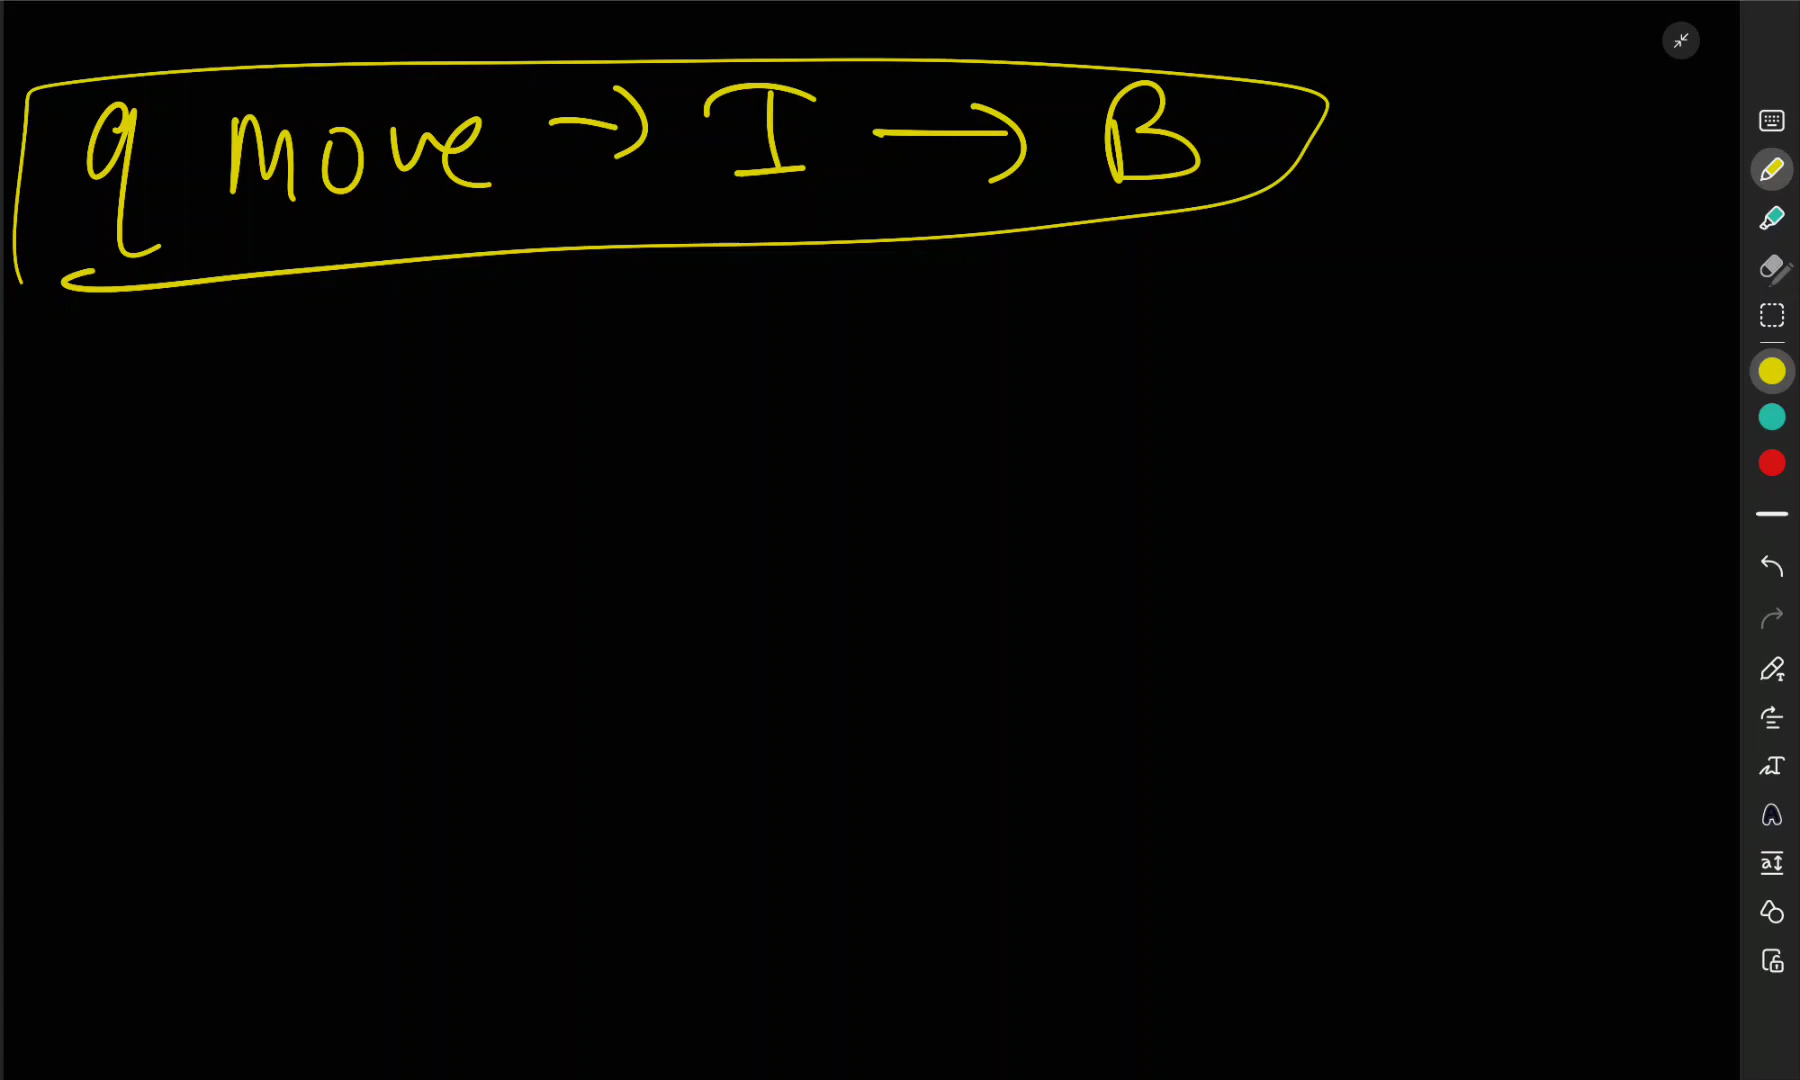 q move → I → B